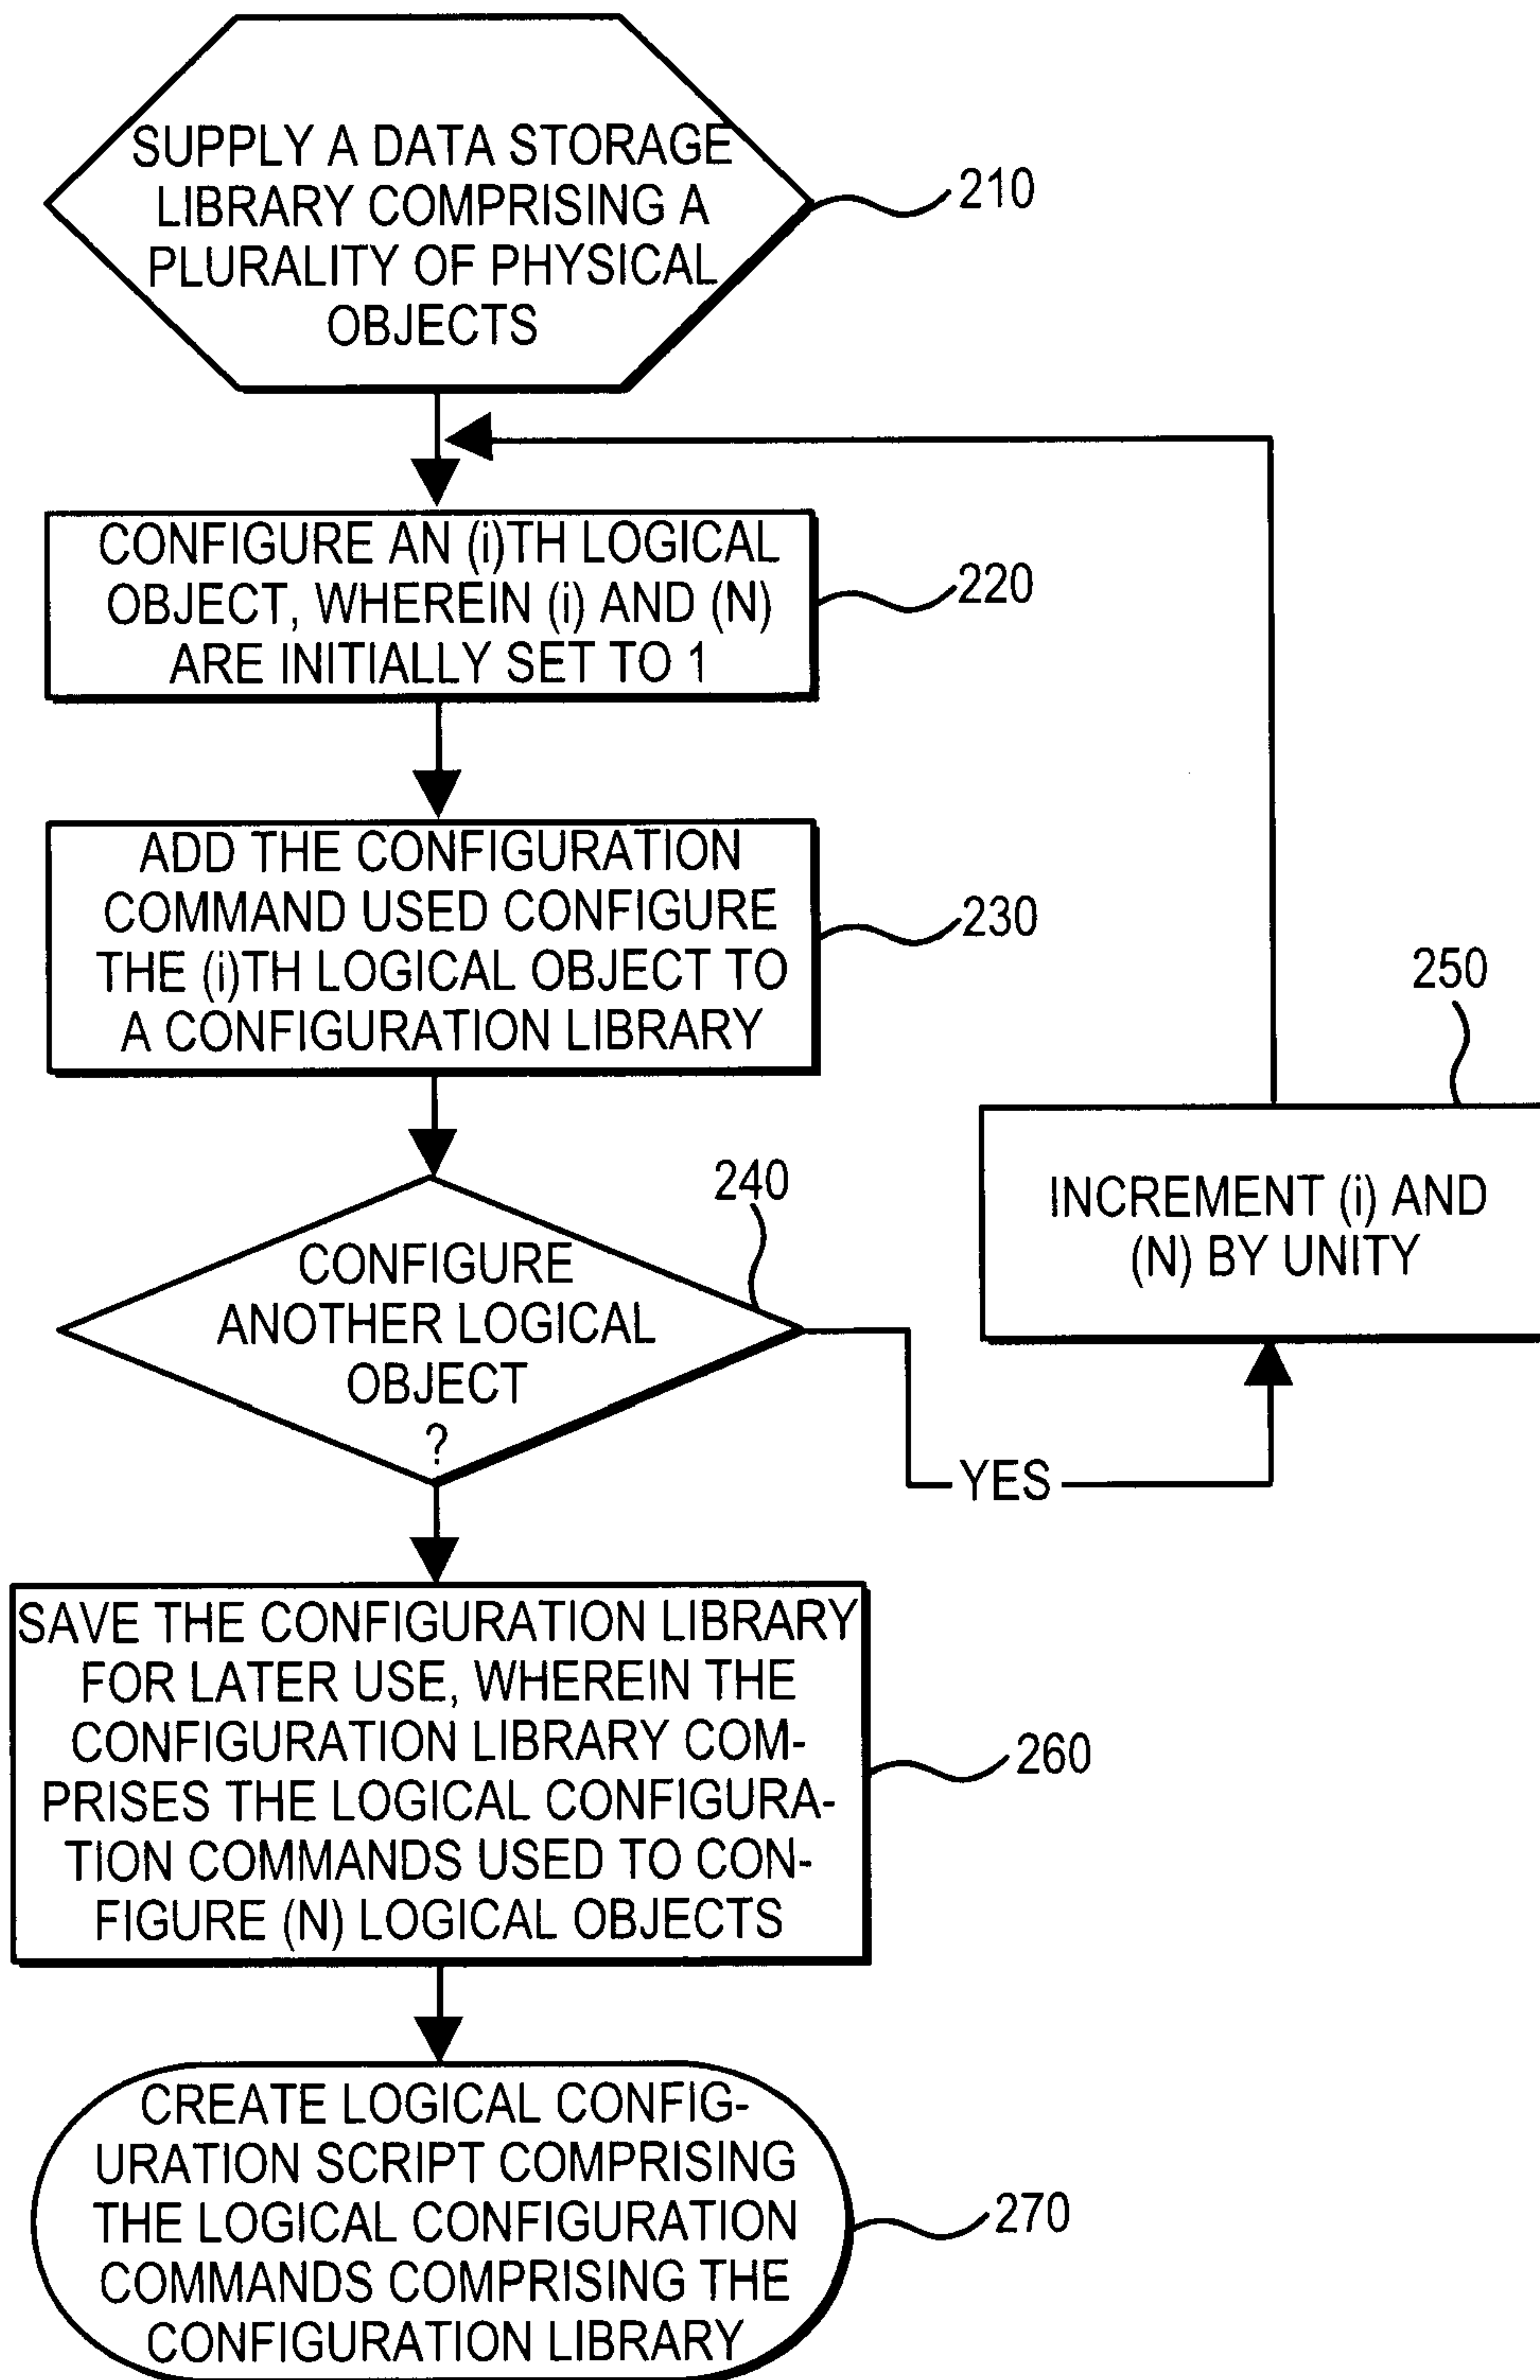 SUPPLY A DATA STORAGE
LIBRARY COMPRISING A
PLURALITY OF PHYSICAL
OBJECTS
210
CONFIGURE AN (i)TH LOGICAL
OBJECT, WHEREIN (i) AND (N)
ARE INITIALLY SET TO 1
220
ADD THE CONFIGURATION
COMMAND USED CONFIGURE
THE (i)TH LOGICAL OBJECT TO
A CONFIGURATION LIBRARY
230
250
INCREMENT (i) AND
(N) BY UNITY
240
CONFIGURE
ANOTHER LOGICAL
OBJECT
?
YES
SAVE THE CONFIGURATION LIBRARY
FOR LATER USE, WHEREIN THE
CONFIGURATION LIBRARY COM-
PRISES THE LOGICAL CONFIGURA-
TION COMMANDS USED TO CON-
FIGURE (N) LOGICAL OBJECTS
260
CREATE LOGICAL CONFIG-
URATION SCRIPT COMPRISING
THE LOGICAL CONFIGURATION
COMMANDS COMPRISING THE
CONFIGURATION LIBRARY
270